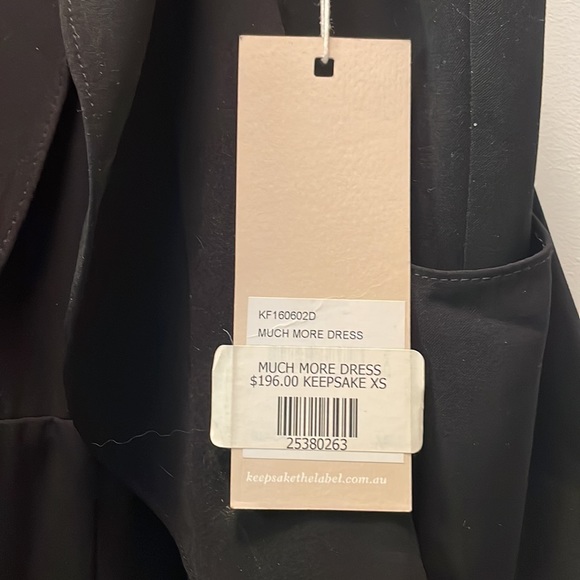 KF160602D
MUCH MORE DRESS
MUCH MORE DRESS
$196.00 KEEPSAKE XS
25380263
keepsakethelabel.com.au